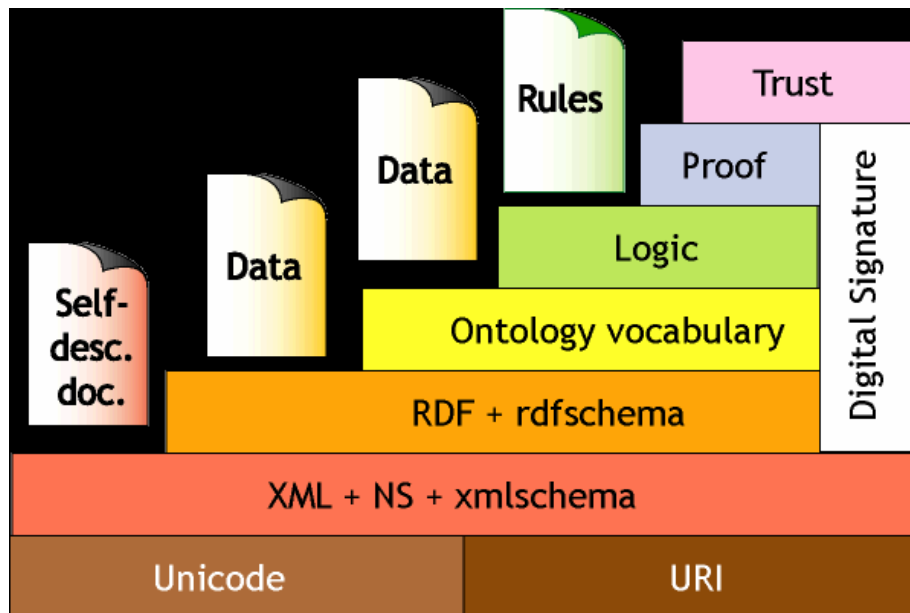 Rules
Trust
Data
Proof
Data
Logic
Self-
desc.
doc.
Ontology vocabulary
Digital Signature
RDF + rdfschema
XML + NS + xmlschema
Unicode
URI